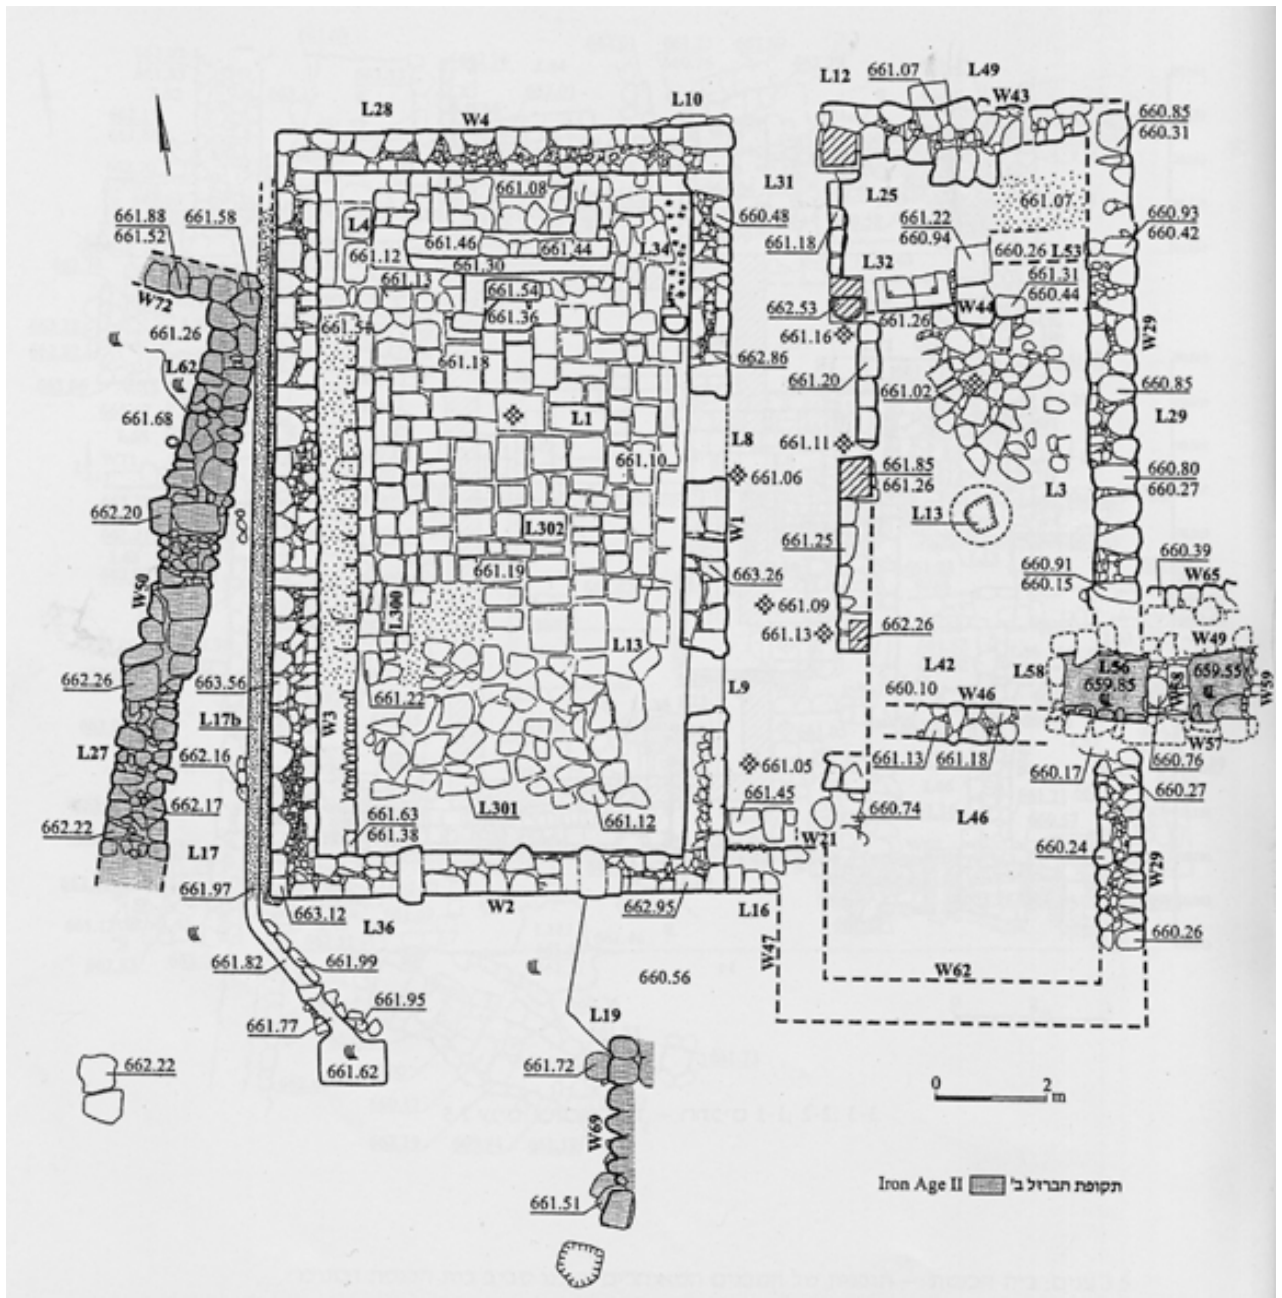 L12 661.07 L49
L28 W4 L10 W43
660.85
660.31
661.08
L31 L25 661.07
661.88 661.58 L4 660.48 661.22 660.93
661.52 661.46 661.44 L34 661.18 660.94 660.26 L53 660.42
661.12 661.30 L32 661.31
W72 661.13 661.54 662.53 W44 660.44
661.26 661.36 661.26 W29
661.16
661.18 662.86
L62 661.20 661.02 660.85
661.68 L1 L29
L8 661.11
661.10 661.06 661.85 660.80
661.26 660.27
662.20 L302 W1 L13 L3
661.25
W50 661.19 663.26 660.91 660.39
660.15 W65
L300 661.09
661.13 662.26 W49
L13
662.26 663.56 L42 L58 L56 659.55
661.22 L9 660.10 W46 659.85 W58 W59
L17b W3
L27 662.16 661.05 661.13 661.18 660.17 660.76 W57
662.17 L301 661.12 661.45 660.27
662.22 661.63 660.74 L46
661.38 W21
L17 660.24 W29
661.97 663.12 W2 662.95 L16
L36 660.26
661.82 661.99 660.56 W47 W62
661.95
661.77 L19
662.22 661.62 661.72
0 2
m
W69
661.51
Iron Age II תקופת הברזל ב'